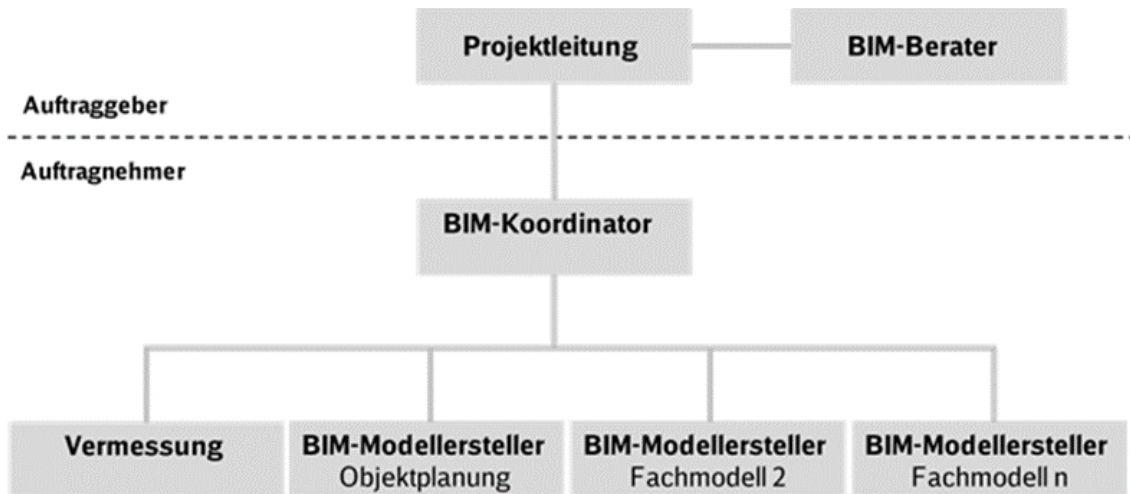 Projektleitung
BIM-Berater
Auftraggeber
Auftragnehmer
BIM-Koordinator
Vermessung
BIM-Modellersteller
Objektplanung
BIM-Modellersteller
Fachmodell 2
BIM-Modellersteller
Fachmodell n